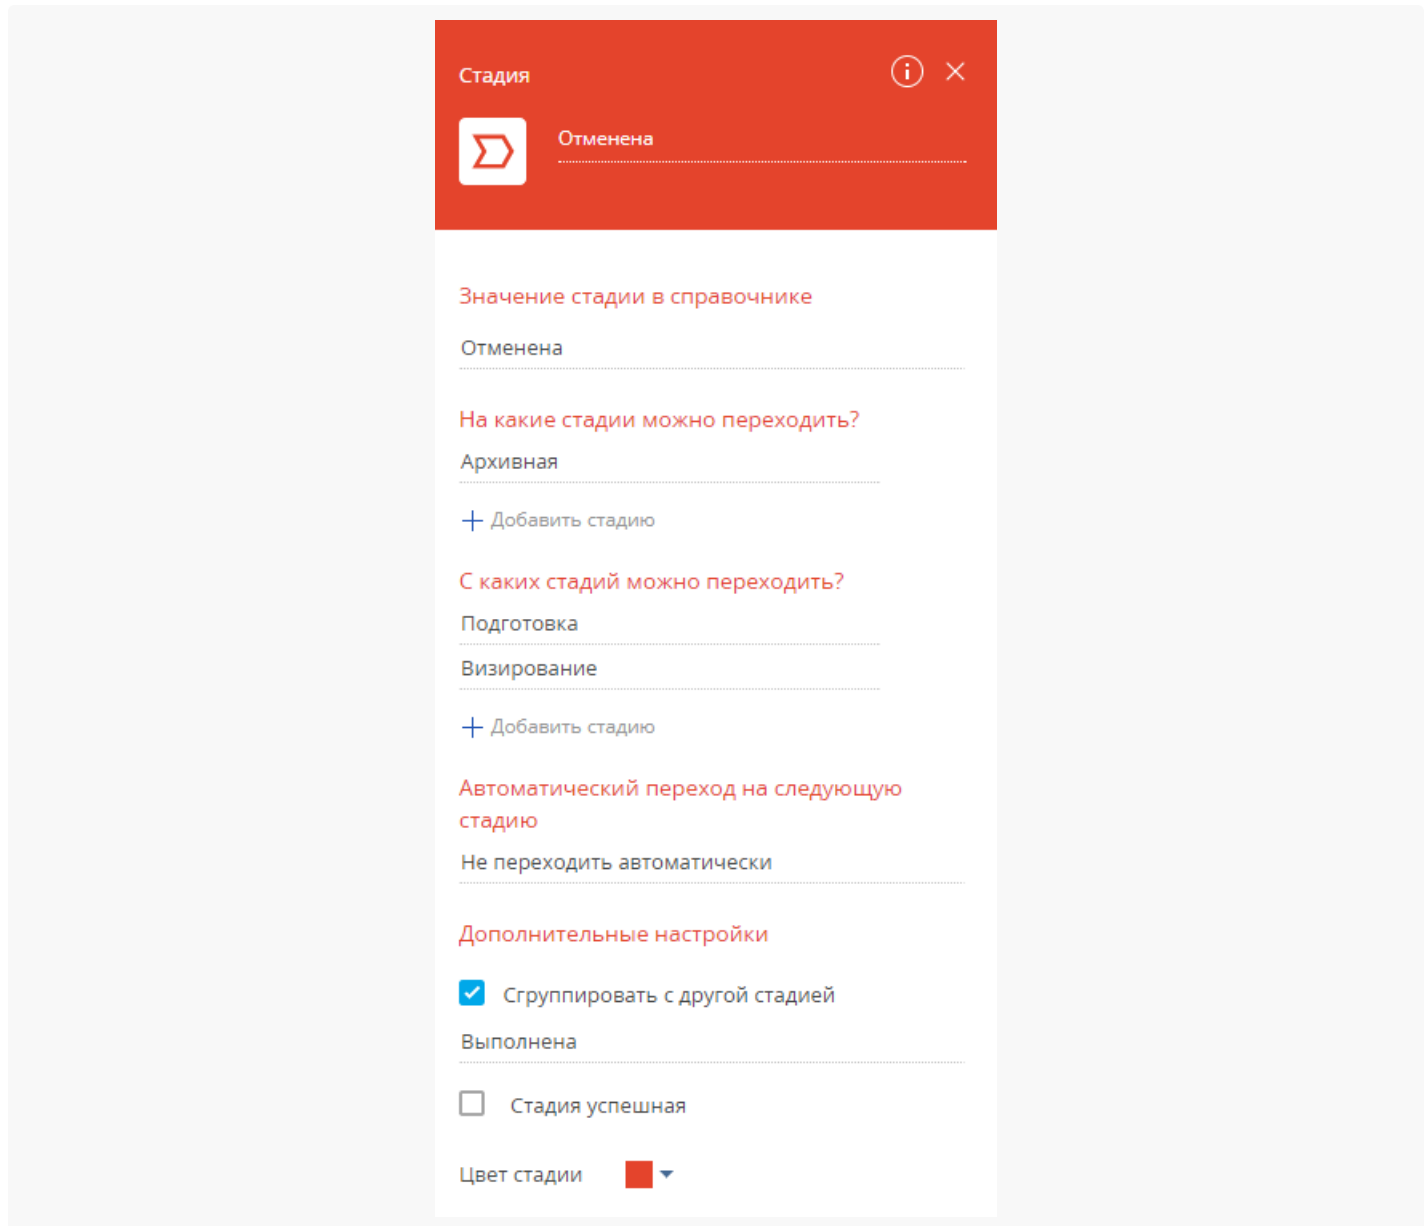 Стадия
Отменена
Значение стадии в справочнике
Отменена
На какие стадии можно переходить?
Архивная
+ Добавить стадию
С каких стадий можно переходить?
Подготовка
Визирование
+ Добавить стадию
Автоматический переход на следующую
стадию
Не переходить автоматически
Дополнительные настройки
Сгруппировать с другой стадией
Выполнена
Стадия успешная
Цвет стадии